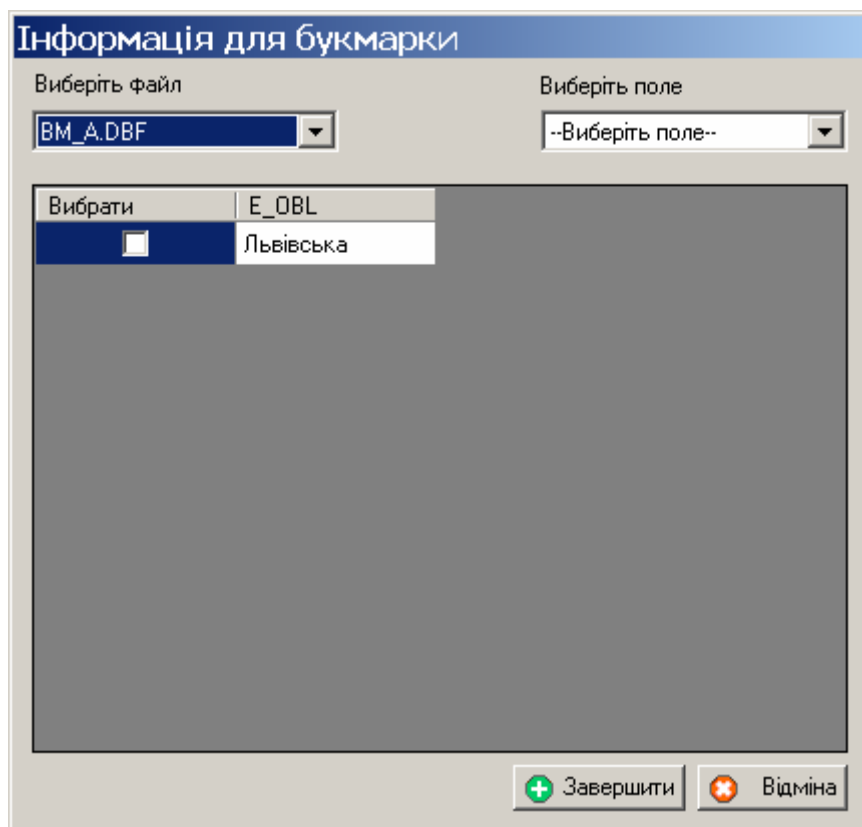 Інформація для букмарки
Виберіть файл
Виберіть поле
BM_A.DBF
--Виберіть поле--
Вибрати
E_OBL
Львівська
Завершити
Відміна